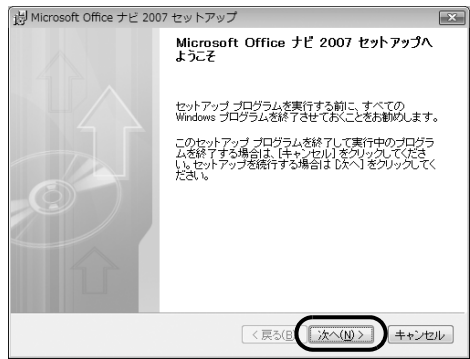 Microsoft Office ナビ 2007 セットアップ
Microsoft Office ナビ 2007 セットアップへ
ようこそ
セットアップ プログラムを実行する前に、すべての
Windows プログラムを終了させておくことをお勧めします。
このセットアップ プログラムを終了して実行中のプログラ
ムを終了する場合は、[キャンセル] をクリックしてくださ
い。セットアップを続行する場合は [次へ] をクリックしてく
ださい。
< 戻る(B) 次へ(N) > キャンセル